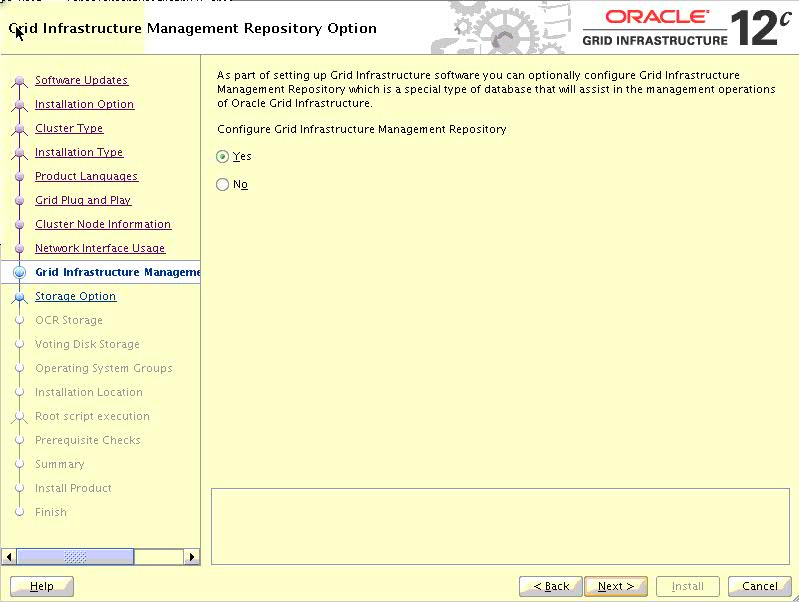 Grid Infrastructure Management Repository Option
ORACLE®
GRID INFRASTRUCTURE
12c
Software Updates
Installation Option
Cluster Type
Installation Type
Product Languages
Grid Plug and Play
Cluster Node Information
Network Interface Usage
Grid Infrastructure Manageme
Storage Option
OCR Storage
Voting Disk Storage
Operating System Groups
Installation Location
Root script execution
Prerequisite Checks
Summary
Install Product
Finish
As part of setting up Grid Infrastructure software you can optionally configure Grid Infrastructure
Management Repository which is a special type of database that will assist in the management operations
of Oracle Grid Infrastructure.
Configure Grid Infrastructure Management Repository
Yes
No
Help
< Back
Next >
Install
Cancel